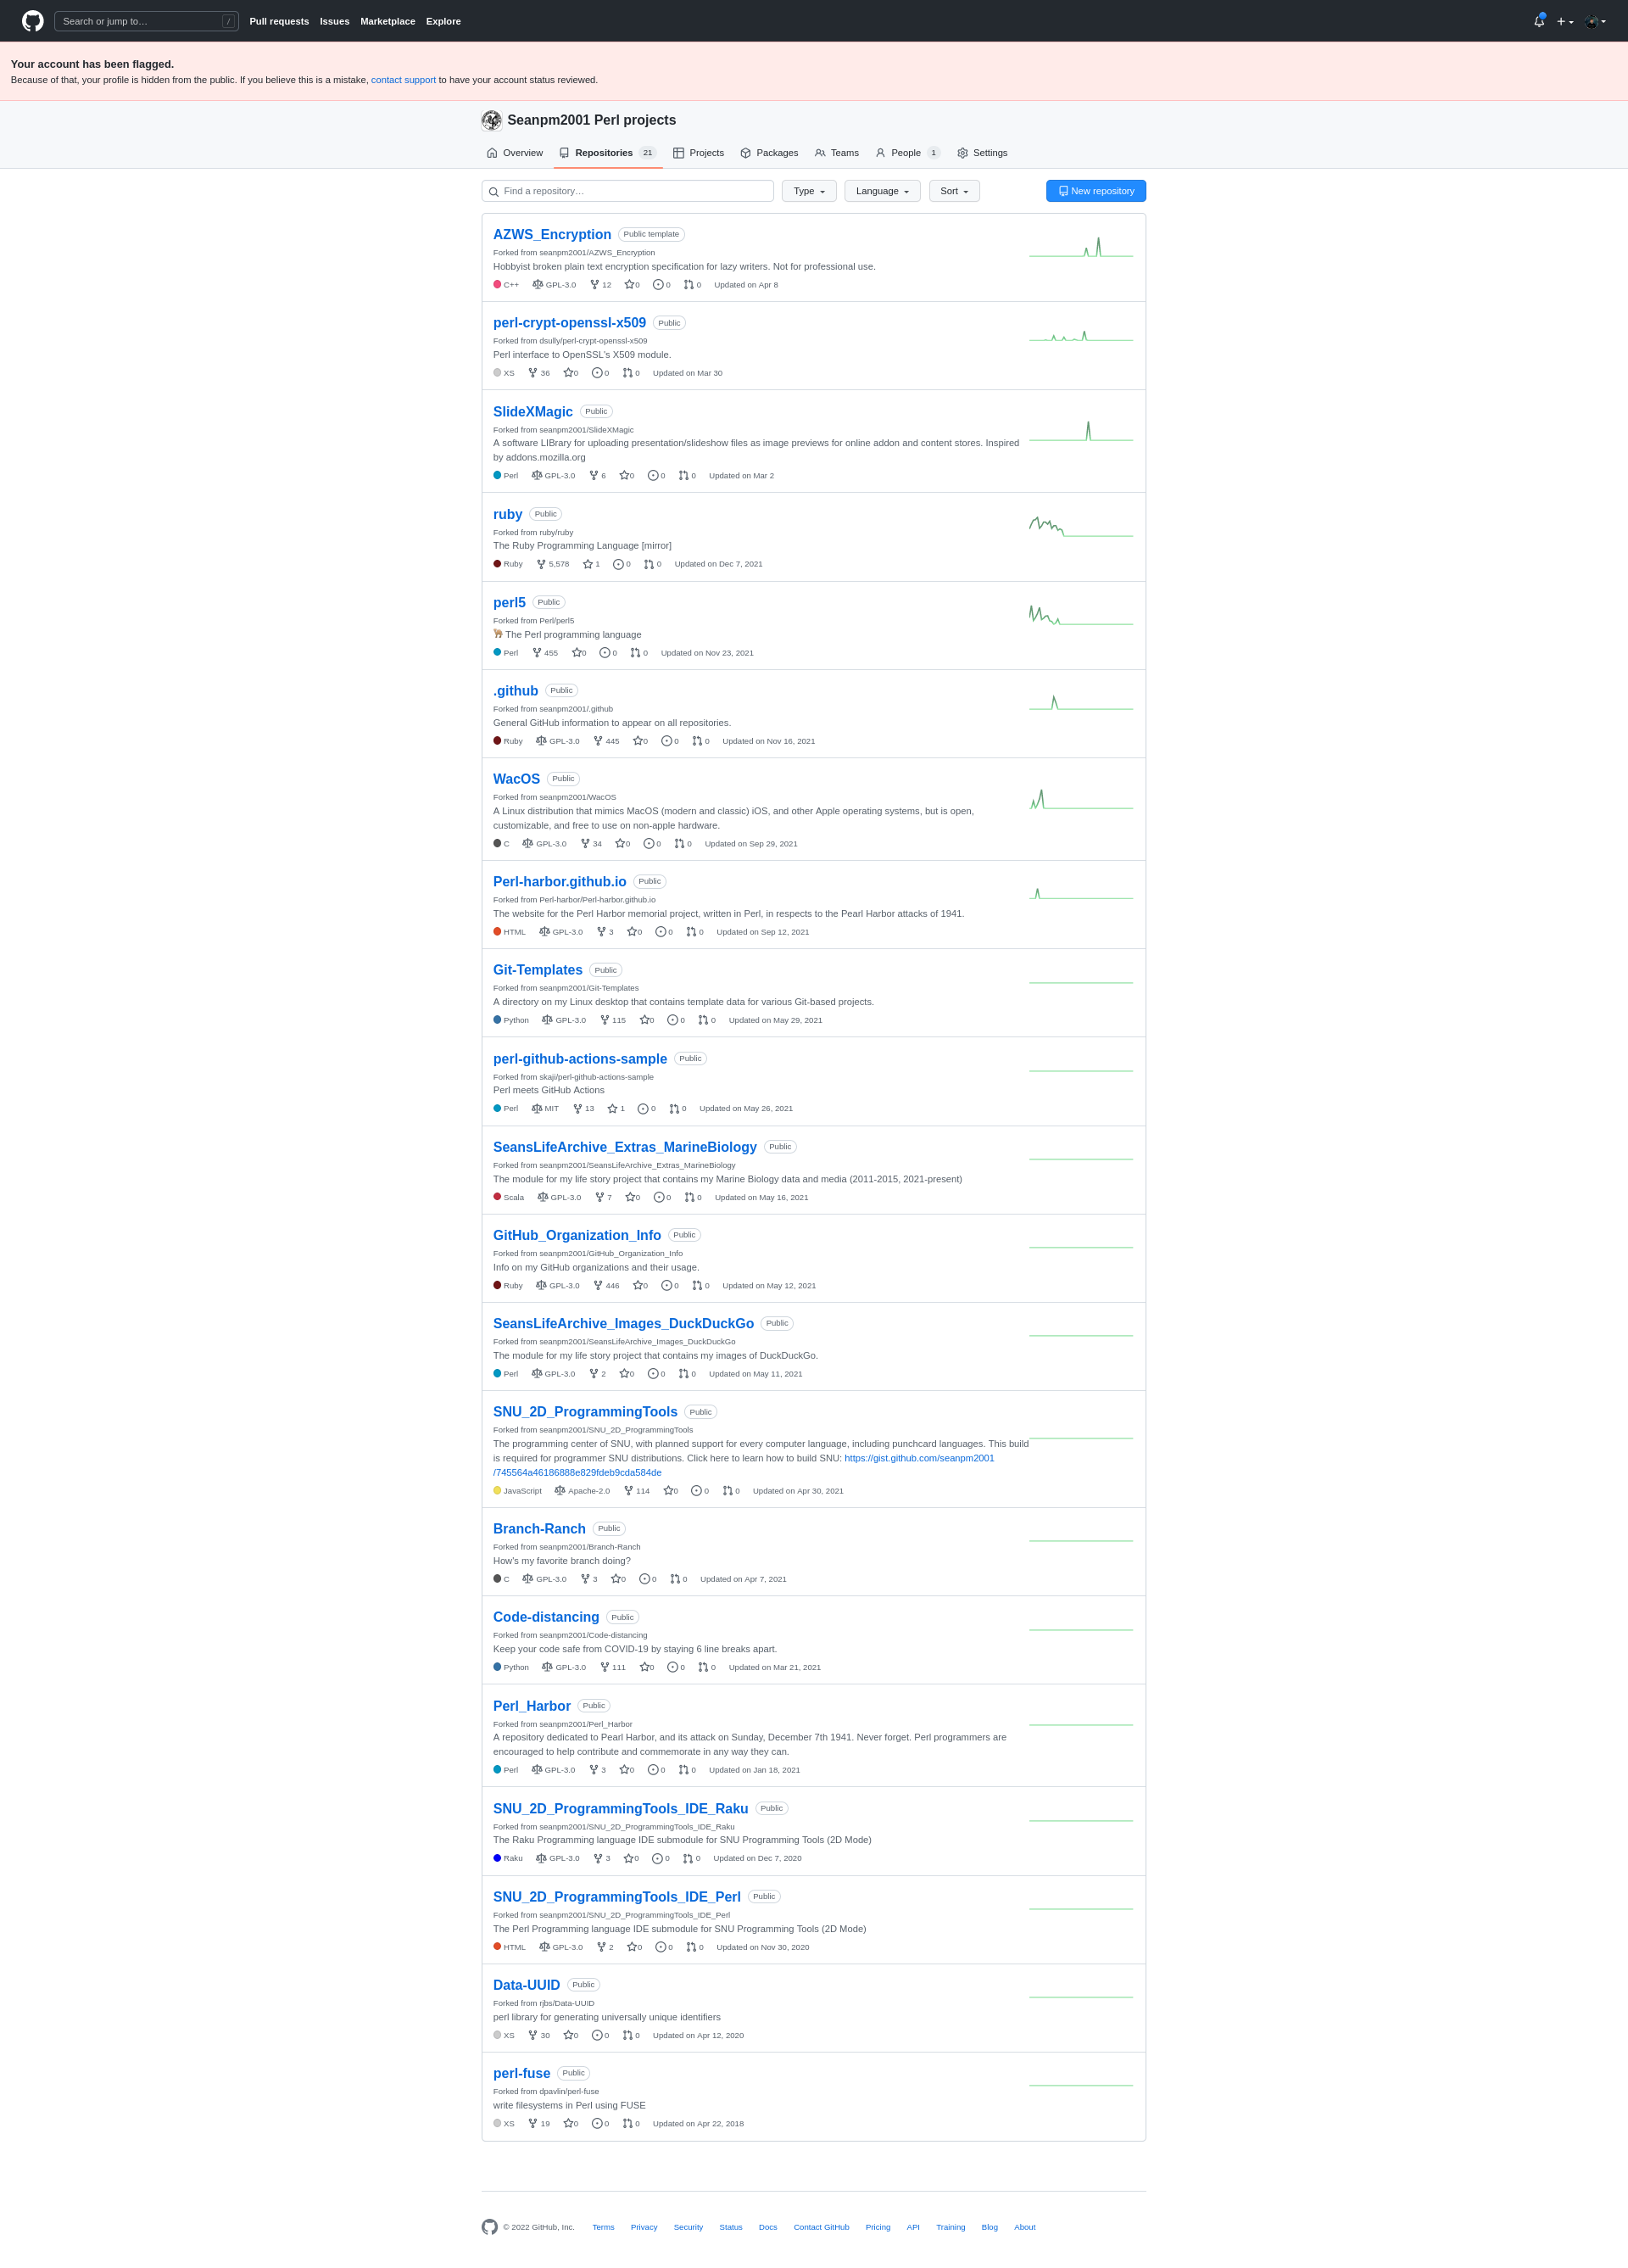 Search or jump to… /
Pull requests Issues Marketplace Explore
Your account has been flagged.
Because of that, your profile is hidden from the public. If you believe this is a mistake, contact support to have your account status reviewed.
Seanpm2001 Perl projects
Overview Repositories 21 Projects Packages Teams People 1 Settings
Find a repository… Type Language Sort New repository
AZWS_Encryption Public template
Forked from seanpm2001/AZWS_Encryption
Hobbyist broken plain text encryption specification for lazy writers. Not for professional use.
C++ GPL-3.0 12 0 0 0 Updated on Apr 8
perl-crypt-openssl-x509 Public
Forked from dsully/perl-crypt-openssl-x509
Perl interface to OpenSSL's X509 module.
XS 36 0 0 0 Updated on Mar 30
SlideXMagic Public
Forked from seanpm2001/SlideXMagic
A software LIBrary for uploading presentation/slideshow files as image previews for online addon and content stores. Inspired
by addons.mozilla.org
Perl GPL-3.0 6 0 0 0 Updated on Mar 2
ruby Public
Forked from ruby/ruby
The Ruby Programming Language [mirror]
Ruby 5,578 1 0 0 Updated on Dec 7, 2021
perl5 Public
Forked from Perl/perl5
🐪 The Perl programming language
Perl 455 0 0 0 Updated on Nov 23, 2021
.github Public
Forked from seanpm2001/.github
General GitHub information to appear on all repositories.
Ruby GPL-3.0 445 0 0 0 Updated on Nov 16, 2021
WacOS Public
Forked from seanpm2001/WacOS
A Linux distribution that mimics MacOS (modern and classic) iOS, and other Apple operating systems, but is open,
customizable, and free to use on non-apple hardware.
C GPL-3.0 34 0 0 0 Updated on Sep 29, 2021
Perl-harbor.github.io Public
Forked from Perl-harbor/Perl-harbor.github.io
The website for the Perl Harbor memorial project, written in Perl, in respects to the Pearl Harbor attacks of 1941.
HTML GPL-3.0 3 0 0 0 Updated on Sep 12, 2021
Git-Templates Public
Forked from seanpm2001/Git-Templates
A directory on my Linux desktop that contains template data for various Git-based projects.
Python GPL-3.0 115 0 0 0 Updated on May 29, 2021
perl-github-actions-sample Public
Forked from skaji/perl-github-actions-sample
Perl meets GitHub Actions
Perl MIT 13 1 0 0 Updated on May 26, 2021
SeansLifeArchive_Extras_MarineBiology Public
Forked from seanpm2001/SeansLifeArchive_Extras_MarineBiology
The module for my life story project that contains my Marine Biology data and media (2011-2015, 2021-present)
Scala GPL-3.0 7 0 0 0 Updated on May 16, 2021
GitHub_Organization_Info Public
Forked from seanpm2001/GitHub_Organization_Info
Info on my GitHub organizations and their usage.
Ruby GPL-3.0 446 0 0 0 Updated on May 12, 2021
SeansLifeArchive_Images_DuckDuckGo Public
Forked from seanpm2001/SeansLifeArchive_Images_DuckDuckGo
The module for my life story project that contains my images of DuckDuckGo.
Perl GPL-3.0 2 0 0 0 Updated on May 11, 2021
SNU_2D_ProgrammingTools Public
Forked from seanpm2001/SNU_2D_ProgrammingTools
The programming center of SNU, with planned support for every computer language, including punchcard languages. This build
is required for programmer SNU distributions. Click here to learn how to build SNU: https://gist.github.com/seanpm2001
/745564a46186888e829fdeb9cda584de
JavaScript Apache-2.0 114 0 0 0 Updated on Apr 30, 2021
Branch-Ranch Public
Forked from seanpm2001/Branch-Ranch
How's my favorite branch doing?
C GPL-3.0 3 0 0 0 Updated on Apr 7, 2021
Code-distancing Public
Forked from seanpm2001/Code-distancing
Keep your code safe from COVID-19 by staying 6 line breaks apart.
Python GPL-3.0 111 0 0 0 Updated on Mar 21, 2021
Perl_Harbor Public
Forked from seanpm2001/Perl_Harbor
A repository dedicated to Pearl Harbor, and its attack on Sunday, December 7th 1941. Never forget. Perl programmers are
encouraged to help contribute and commemorate in any way they can.
Perl GPL-3.0 3 0 0 0 Updated on Jan 18, 2021
SNU_2D_ProgrammingTools_IDE_Raku Public
Forked from seanpm2001/SNU_2D_ProgrammingTools_IDE_Raku
The Raku Programming language IDE submodule for SNU Programming Tools (2D Mode)
Raku GPL-3.0 3 0 0 0 Updated on Dec 7, 2020
SNU_2D_ProgrammingTools_IDE_Perl Public
Forked from seanpm2001/SNU_2D_ProgrammingTools_IDE_Perl
The Perl Programming language IDE submodule for SNU Programming Tools (2D Mode)
HTML GPL-3.0 2 0 0 0 Updated on Nov 30, 2020
Data-UUID Public
Forked from rjbs/Data-UUID
perl library for generating universally unique identifiers
XS 30 0 0 0 Updated on Apr 12, 2020
perl-fuse Public
Forked from dpavlin/perl-fuse
write filesystems in Perl using FUSE
XS 19 0 0 0 Updated on Apr 22, 2018
© 2022 GitHub, Inc. Terms Privacy Security Status Docs Contact GitHub Pricing API Training Blog About